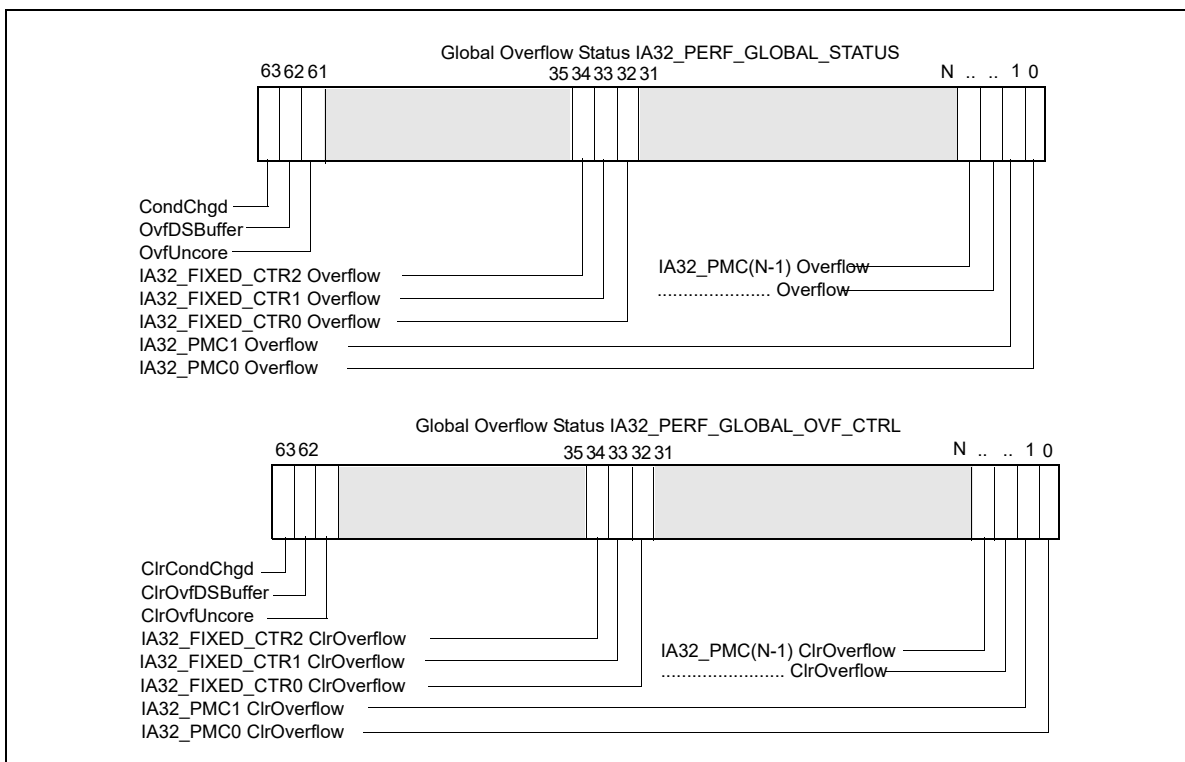 Global Overflow Status IA32_PERF_GLOBAL_STATUS
63 62 61 35 34 33 32 31 N .. .. 1 0
CondChgd
OvfDSBuffer
OvfUncore
IA32_FIXED_CTR2 Overflow
IA32_FIXED_CTR1 Overflow
IA32_FIXED_CTR0 Overflow
IA32_PMC1 Overflow
IA32_PMC0 Overflow
IA32_PMC(N-1) Overflow
....................... Overflow
Global Overflow Status IA32_PERF_GLOBAL_OVF_CTRL
63 62 35 34 33 32 31 N .. .. 1 0
ClrCondChgd
ClrOvfDSBuffer
ClrOvfUncore
IA32_FIXED_CTR2 ClrOverflow
IA32_FIXED_CTR1 ClrOverflow
IA32_FIXED_CTR0 ClrOverflow
IA32_PMC1 ClrOverflow
IA32_PMC0 ClrOverflow
IA32_PMC(N-1) ClrOverflow
........................ ClrOverflow